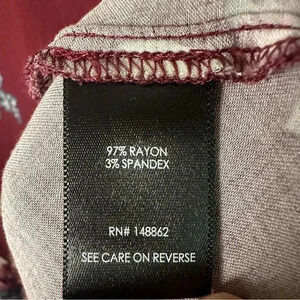 97% RAYON
3% SPANDEX
RN# 148862
SEE CARE ON REVERSE